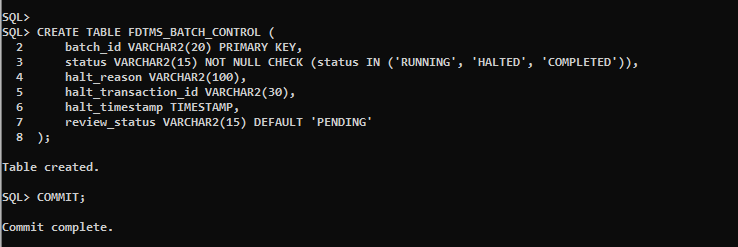 SQL>
SQL> CREATE TABLE FDTMS_BATCH_CONTROL (
  2      batch_id VARCHAR2(20) PRIMARY KEY,
  3      status VARCHAR2(15) NOT NULL CHECK (status IN ('RUNNING', 'HALTED', 'COMPLETED')),
  4      halt_reason VARCHAR2(100),
  5      halt_transaction_id VARCHAR2(30),
  6      halt_timestamp TIMESTAMP,
  7      review_status VARCHAR2(15) DEFAULT 'PENDING'
  8  );
Table created.
SQL> COMMIT;
Commit complete.